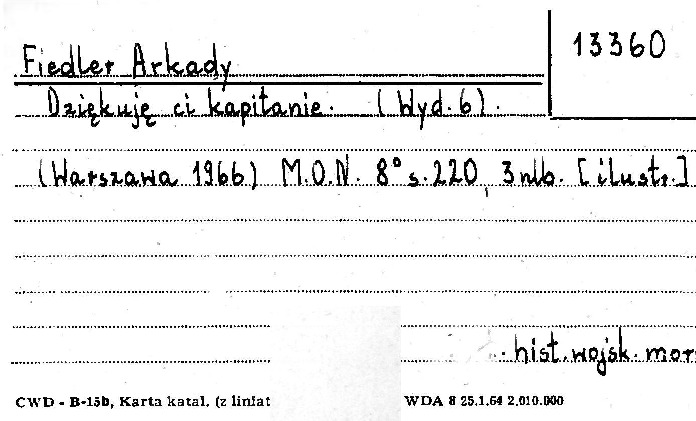 13360
Fiedler Arkady
Dziękuję ci kapitanie. (Wyd. 6).
(Warszawa 1966) M.O.N. 8° s. 220, 3 nlb. [ilustr.]
hist. wojsk. mor
CWD - B-15b, Karta katal. (z liniat WDA 8 25.1.64 2.010.000